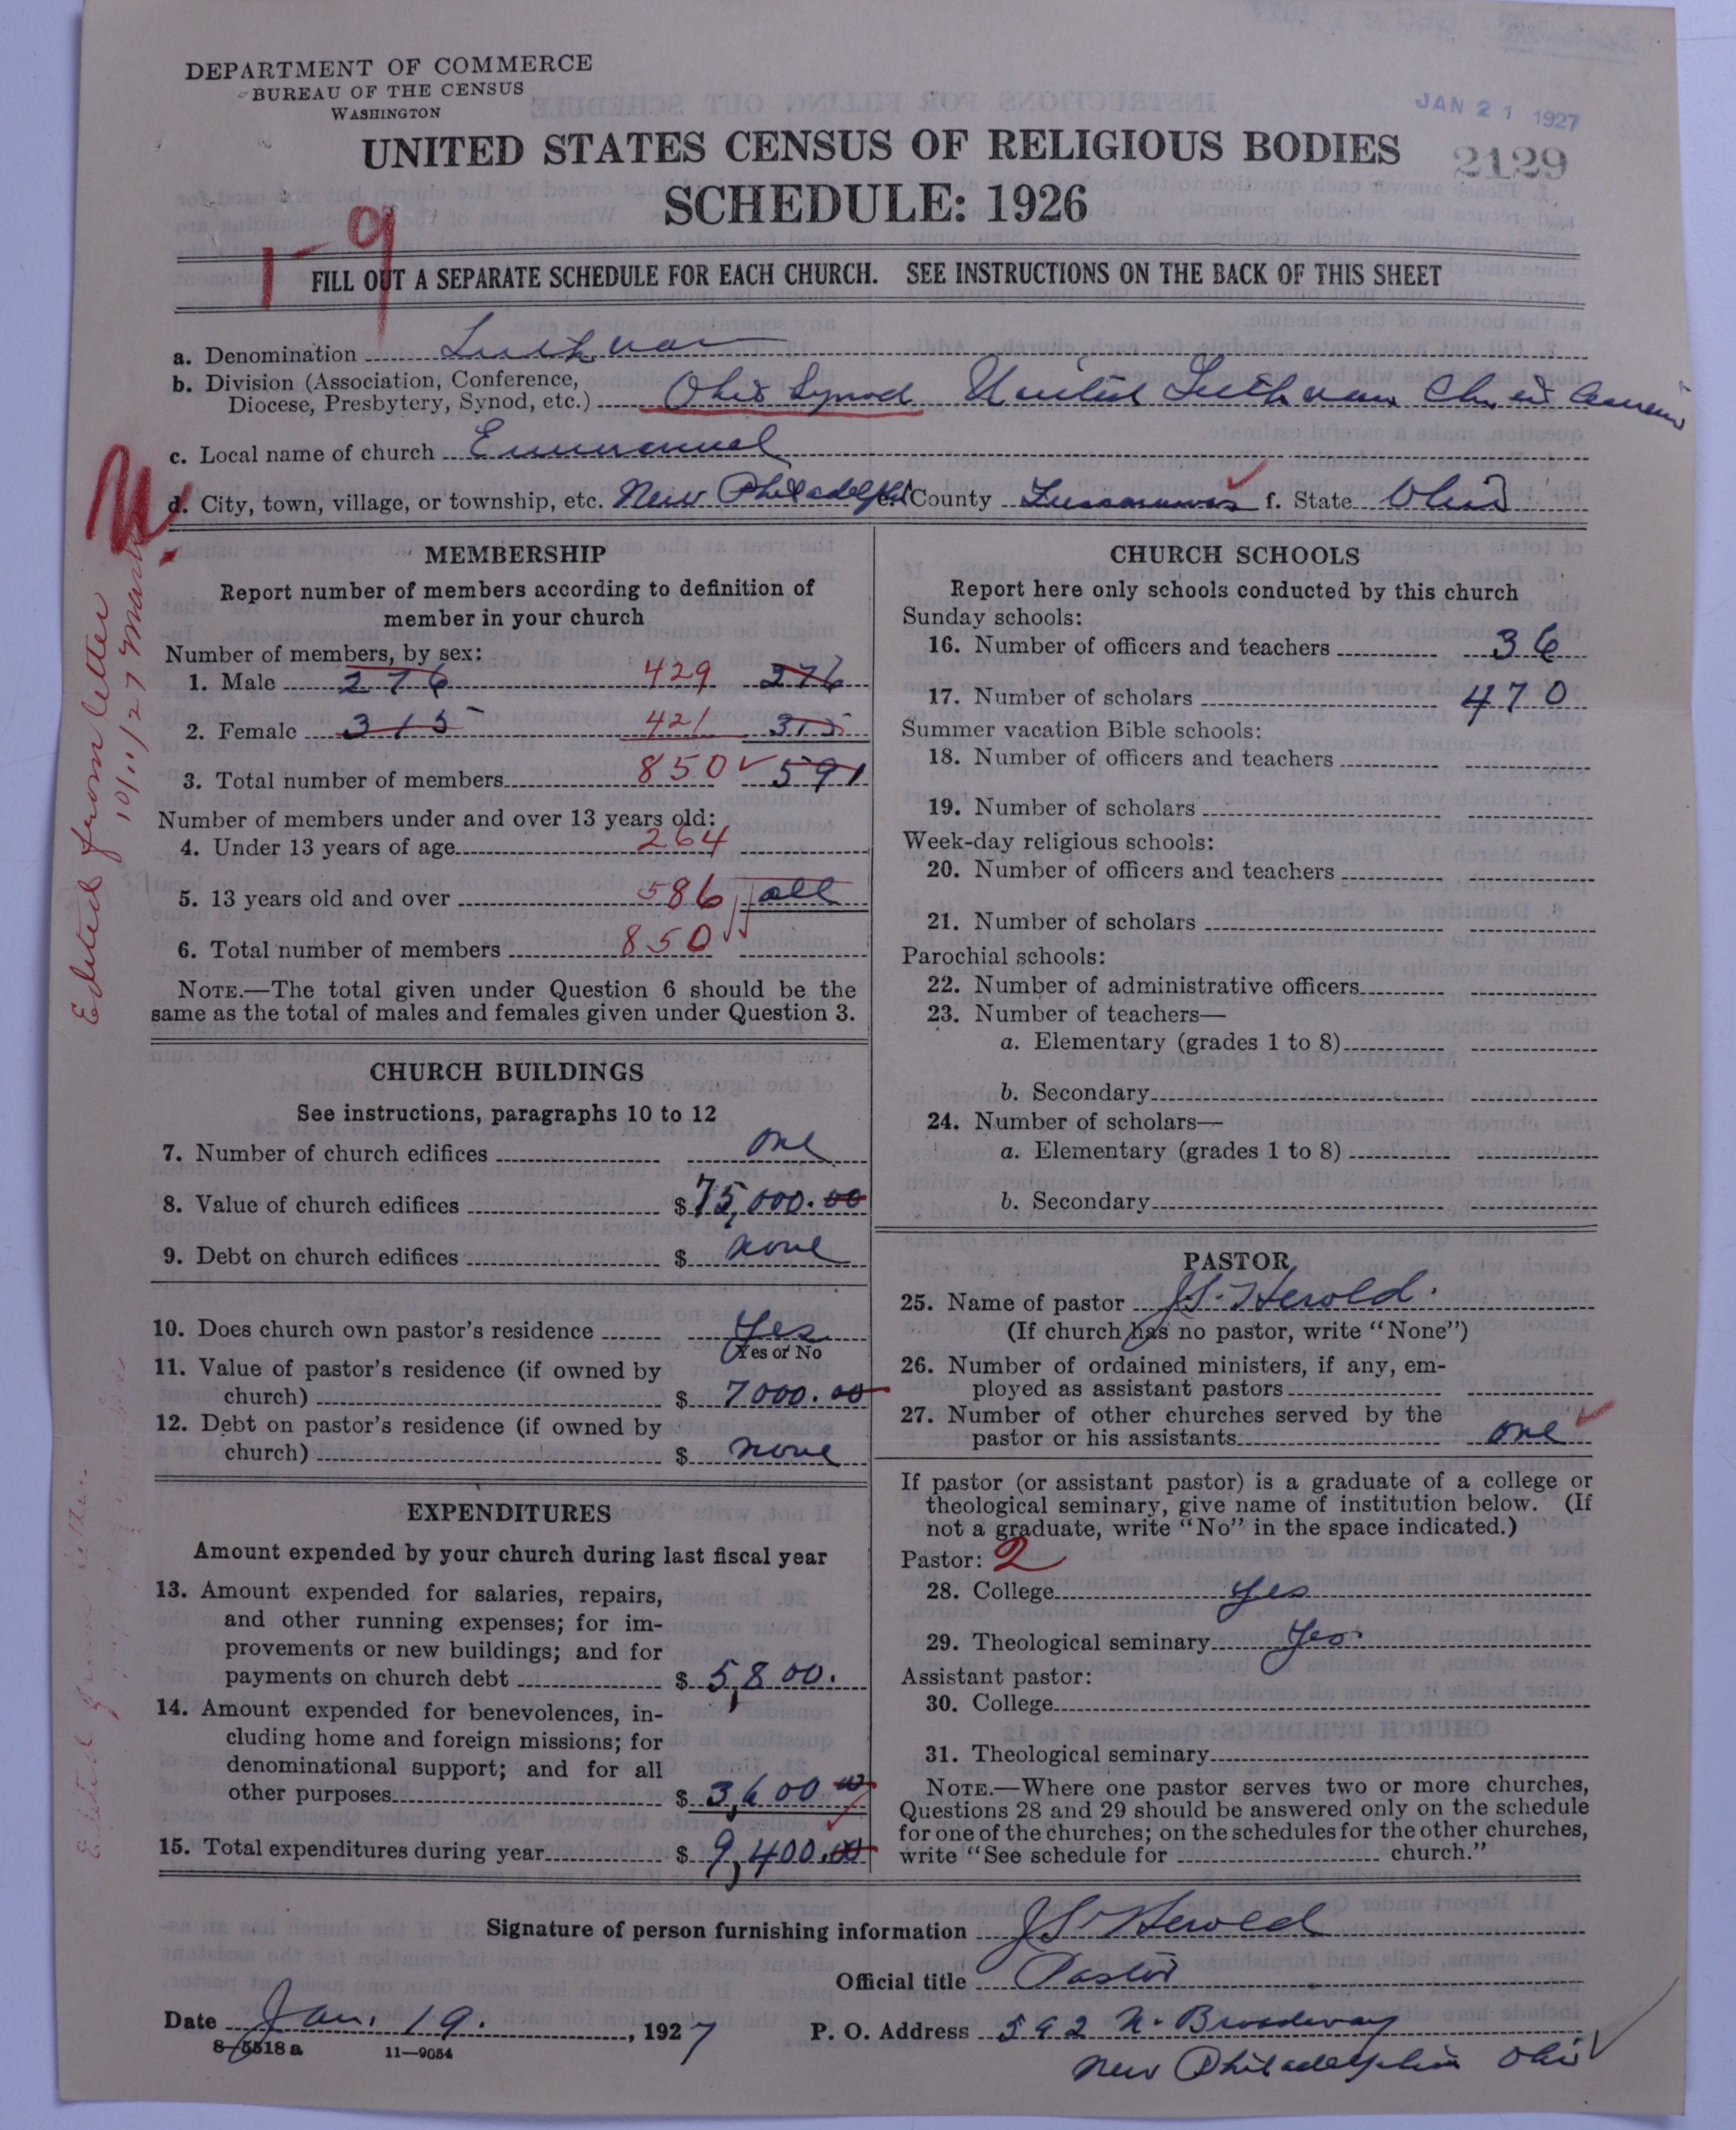 DEPARTMENT OF COMMERCE
BUREAU OF THE CENSUS
WASHINGTON
JAN 21 1927
UNITED STATES CENSUS OF RELIGIOUS BODIES
2129
SCHEDULE: 1926
1-9
FILL OUT A SEPARATE SCHEDULE FOR EACH CHURCH. SEE INSTRUCTIONS ON THE BACK OF THIS SHEET
a. Denomination Lutheran
b. Division (Association, Conference,
Diocese, Presbytery, Synod, etc.) Ohio Synod United Lutheran Ch in America
c. Local name of church Emmanuel
d. City, town, village, or township, etc. New Philadelphia e. County Tuscarawas f. State Ohio
Edited from letter
10/11/27
MEMBERSHIP
Report number of members according to definition of
member in your church
Number of members, by sex:
1. Male 276 429 276
2. Female 315 421 315
3. Total number of members 850 591
Number of members under and over 13 years old:
4. Under 13 years of age 264
5. 13 years old and over 586 all
6. Total number of members 850
NOTE.—The total given under Question 6 should be the
same as the total of males and females given under Question 3.
CHURCH BUILDINGS
See instructions, paragraphs 10 to 12
7. Number of church edifices one
8. Value of church edifices $ 75,000.00
9. Debt on church edifices $ none
10. Does church own pastor's residence Yes
Yes or No
11. Value of pastor's residence (if owned by
church) $ 7000.00
12. Debt on pastor's residence (if owned by
church) $ none
EXPENDITURES
Amount expended by your church during last fiscal year
13. Amount expended for salaries, repairs,
and other running expenses; for im-
provements or new buildings; and for
payments on church debt $ 5,800.
14. Amount expended for benevolences, in-
cluding home and foreign missions; for
denominational support; and for all
other purposes $ 3,600 00
15. Total expenditures during year $ 9,400.00
CHURCH SCHOOLS
Report here only schools conducted by this church
Sunday schools:
16. Number of officers and teachers 36
17. Number of scholars 470
Summer vacation Bible schools:
18. Number of officers and teachers
19. Number of scholars
Week-day religious schools:
20. Number of officers and teachers
21. Number of scholars
Parochial schools:
22. Number of administrative officers
23. Number of teachers—
a. Elementary (grades 1 to 8)
b. Secondary
24. Number of scholars—
a. Elementary (grades 1 to 8)
b. Secondary
PASTOR
25. Name of pastor J.S. Herold.
(If church has no pastor, write "None")
26. Number of ordained ministers, if any, em-
ployed as assistant pastors
27. Number of other churches served by the
pastor or his assistants one
If pastor (or assistant pastor) is a graduate of a college or
theological seminary, give name of institution below. (If
not a graduate, write "No" in the space indicated.)
Pastor: 2
28. College yes
29. Theological seminary Yes.
Assistant pastor:
30. College
31. Theological seminary
NOTE.—Where one pastor serves two or more churches,
Questions 28 and 29 should be answered only on the schedule
for one of the churches; on the schedules for the other churches,
write "See schedule for church."
Signature of person furnishing information J S Herold
Official title Pastor
Date Jan. 19., 1927 P. O. Address 592 N. Broadway
8-5518a 11—9054
New Philadelphia Ohio